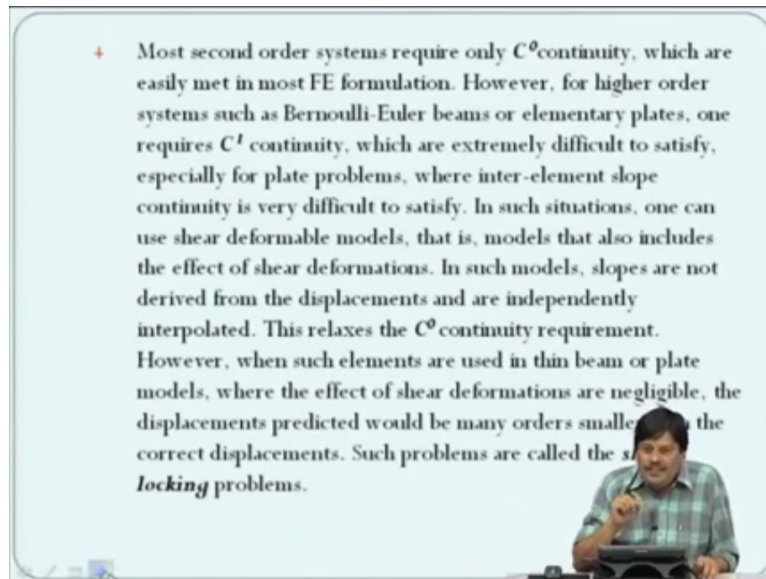 Most second order systems require only C⁰continuity, which are
easily met in most FE formulation. However, for higher order
systems such as Bernoulli-Euler beams or elementary plates, one
requires C¹ continuity, which are extremely difficult to satisfy,
especially for plate problems, where inter-element slope
continuity is very difficult to satisfy. In such situations, one can
use shear deformable models, that is, models that also includes
the effect of shear deformations. In such models, slopes are not
derived from the displacements and are independently
interpolated. This relaxes the C⁰ continuity requirement.
However, when such elements are used in thin beam or plate
models, where the effect of shear deformations are negligible, the
displacements predicted would be many orders the
correct displacements. Such problems are called the
locking problems.